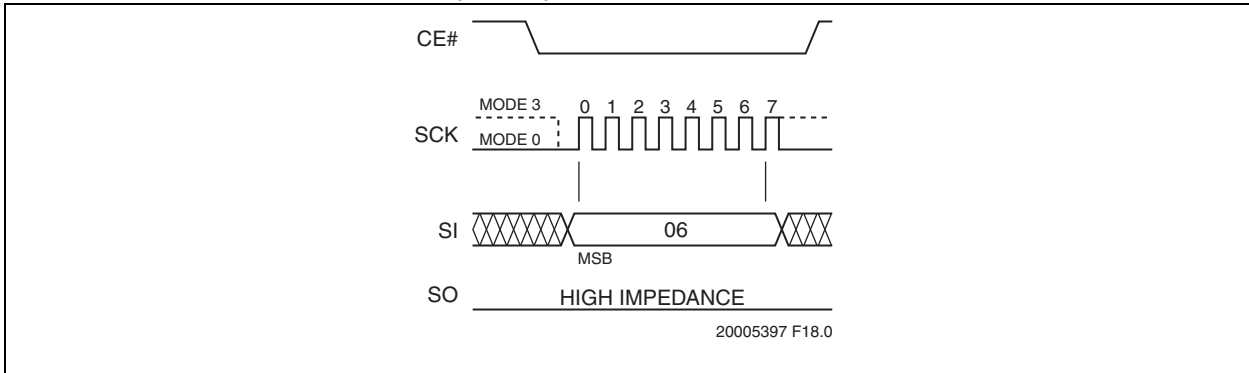 CE#
MODE 3
0 1 2 3 4 5 6 7
SCK
MODE 0
SI
06
MSB
SO
HIGH IMPEDANCE
20005397 F18.0